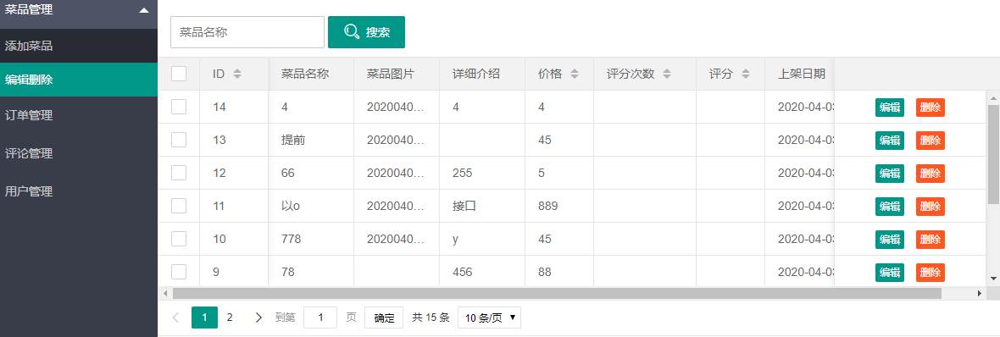 菜品管理
添加菜品
编辑删除
订单管理
评论管理
用户管理
菜品名称 搜索
ID 菜品名称 菜品图片 详细介绍 价格 评分次数 评分 上架日期
14 4 2020040... 4 4 2020-04-03 编辑 删除
13 提前 2020040... 45 2020-04-03 编辑 删除
12 66 2020040... 255 5 2020-04-03 编辑 删除
11 以o 2020040... 接口 889 2020-04-03 编辑 删除
10 778 2020040... y 45 2020-04-03 编辑 删除
9 78 456 88 2020-04-03 编辑 删除
1 2 到第 1 页 确定 共 15 条 10 条/页